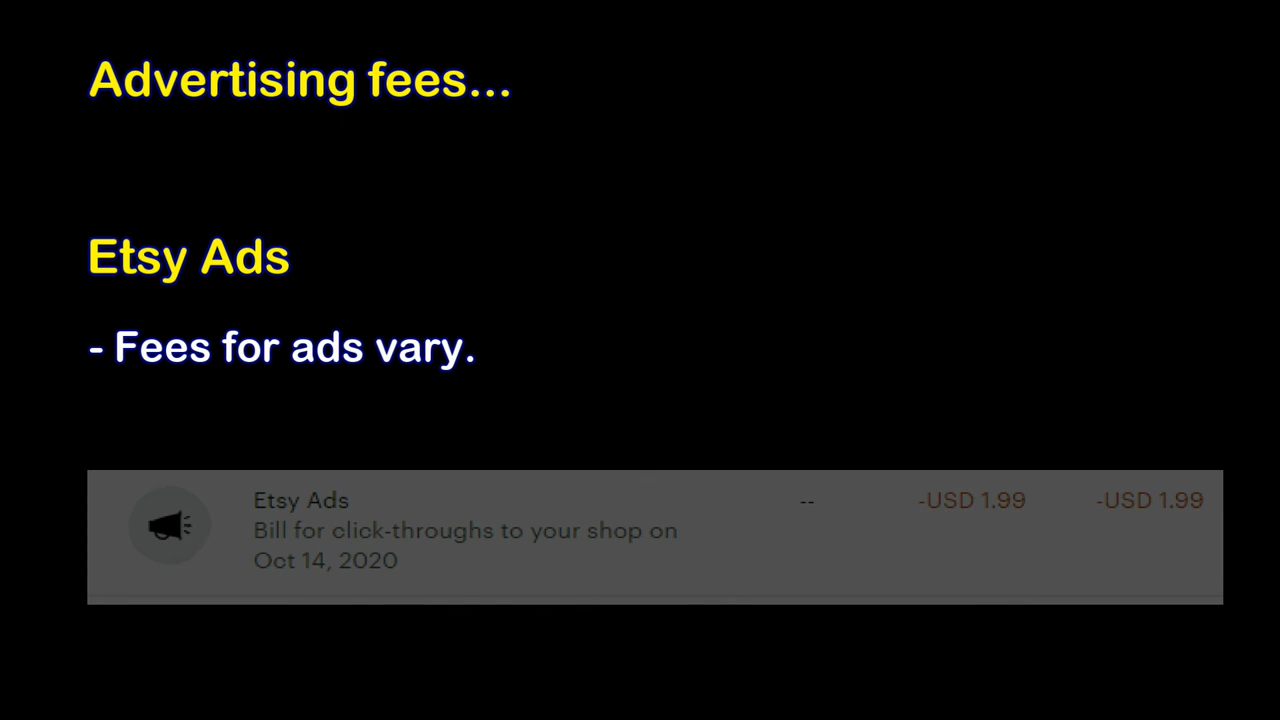 Advertising fees...
Etsy Ads
- Fees for ads vary.
Etsy Ads -- -USD 1.99 -USD 1.99
Bill for click-throughs to your shop on
Oct 14, 2020